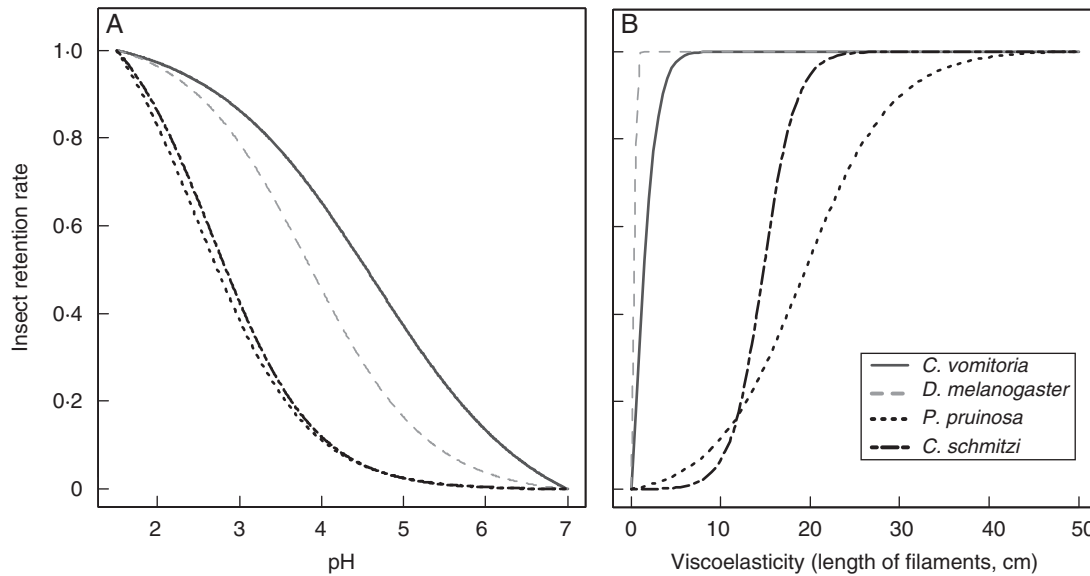 A
B
1·0
0·8
0·6
0·4
0·2
0
Insect retention rate
2 3 4 5 6 7
pH
C. vomitoria
D. melanogaster
P. pruinosa
C. schmitzi
0 10 20 30 40 50
Viscoelasticity (length of filaments, cm)